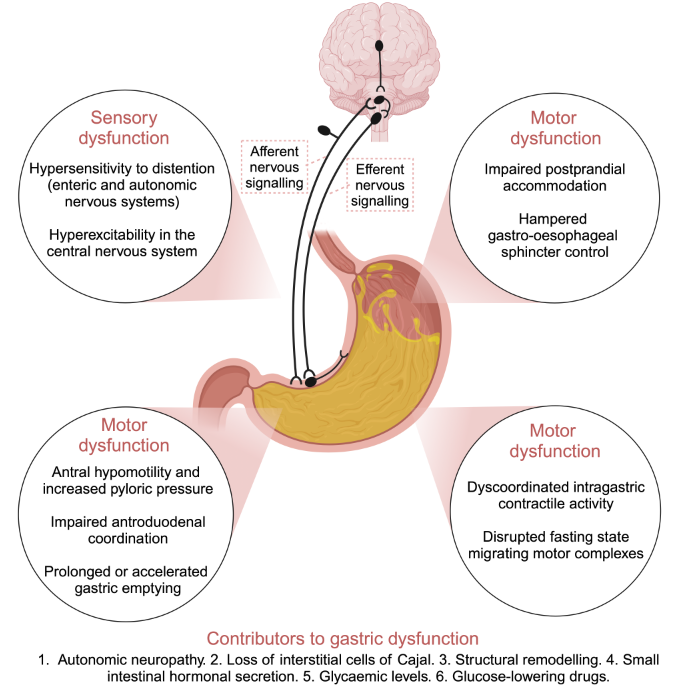 Sensory
dysfunction
Hypersensitivity to distention
(enteric and autonomic
nervous systems)
Hyperexcitability in the
central nervous system
Afferent
nervous
signalling
Efferent
nervous
signalling
Motor
dysfunction
Impaired postprandial
accommodation
Hampered
gastro-oesophageal
sphincter control
Motor
dysfunction
Antral hypomotility and
increased pyloric pressure
Impaired antroduodenal
coordination
Prolonged or accelerated
gastric emptying
Motor
dysfunction
Dyscoordinated intragastric
contractile activity
Disrupted fasting state
migrating motor complexes
Contributors to gastric dysfunction
1. Autonomic neuropathy. 2. Loss of interstitial cells of Cajal. 3. Structural remodelling. 4. Small
intestinal hormonal secretion. 5. Glycaemic levels. 6. Glucose-lowering drugs.